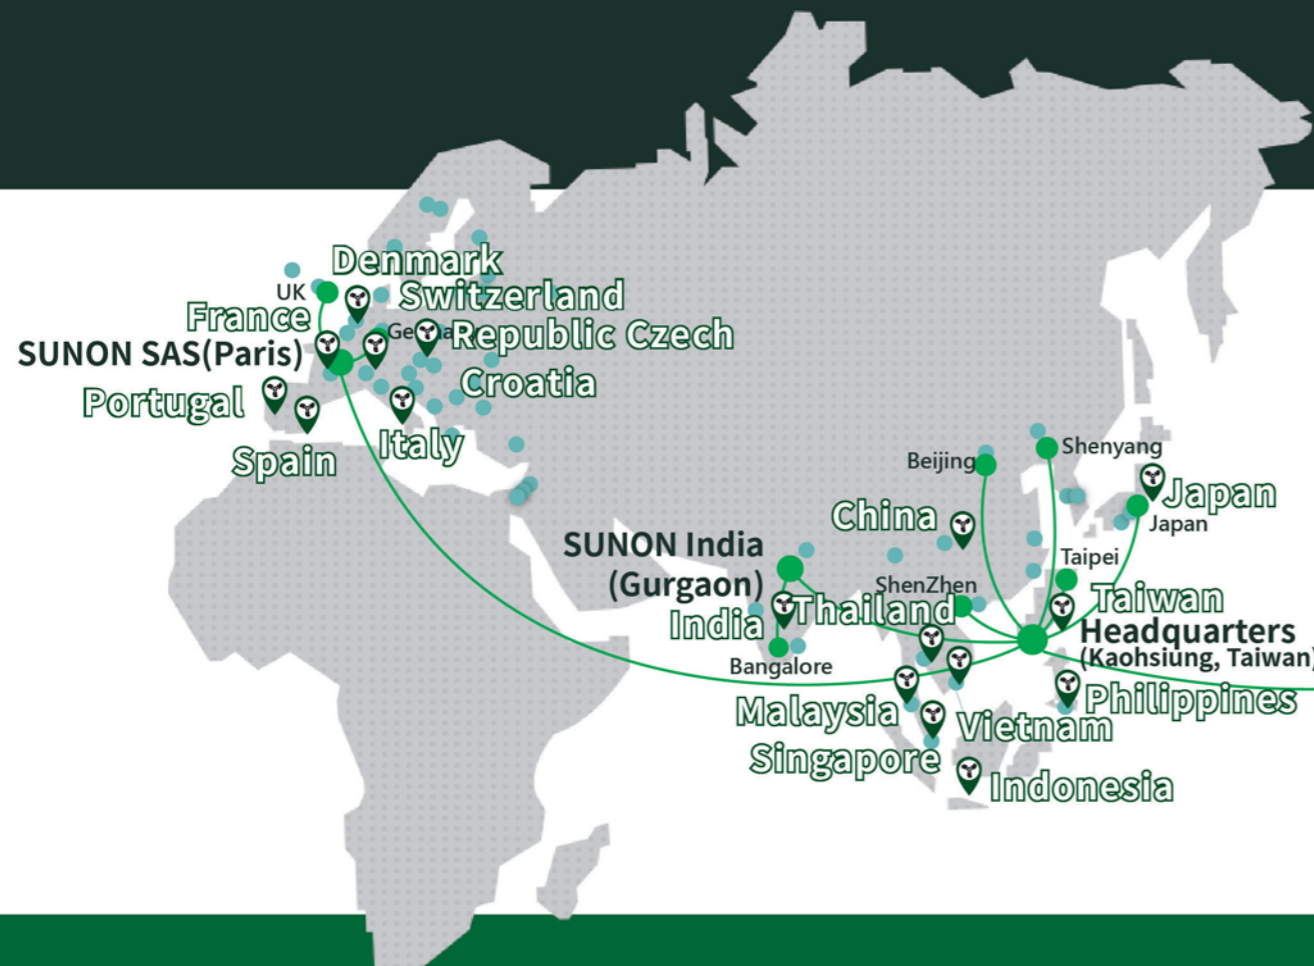 Denmark
UK
Switzerland
France
Germany
Republic Czech
SUNON SAS(Paris)
Croatia
Portugal
Italy
Spain
Beijing
Shenyang
Japan
China
Japan
SUNON India
(Gurgaon)
Taipei
ShenZhen
Thailand
Taiwan
India
Headquarters
(Kaohsiung, Taiwan)
Bangalore
Philippines
Malaysia
Vietnam
Singapore
Indonesia